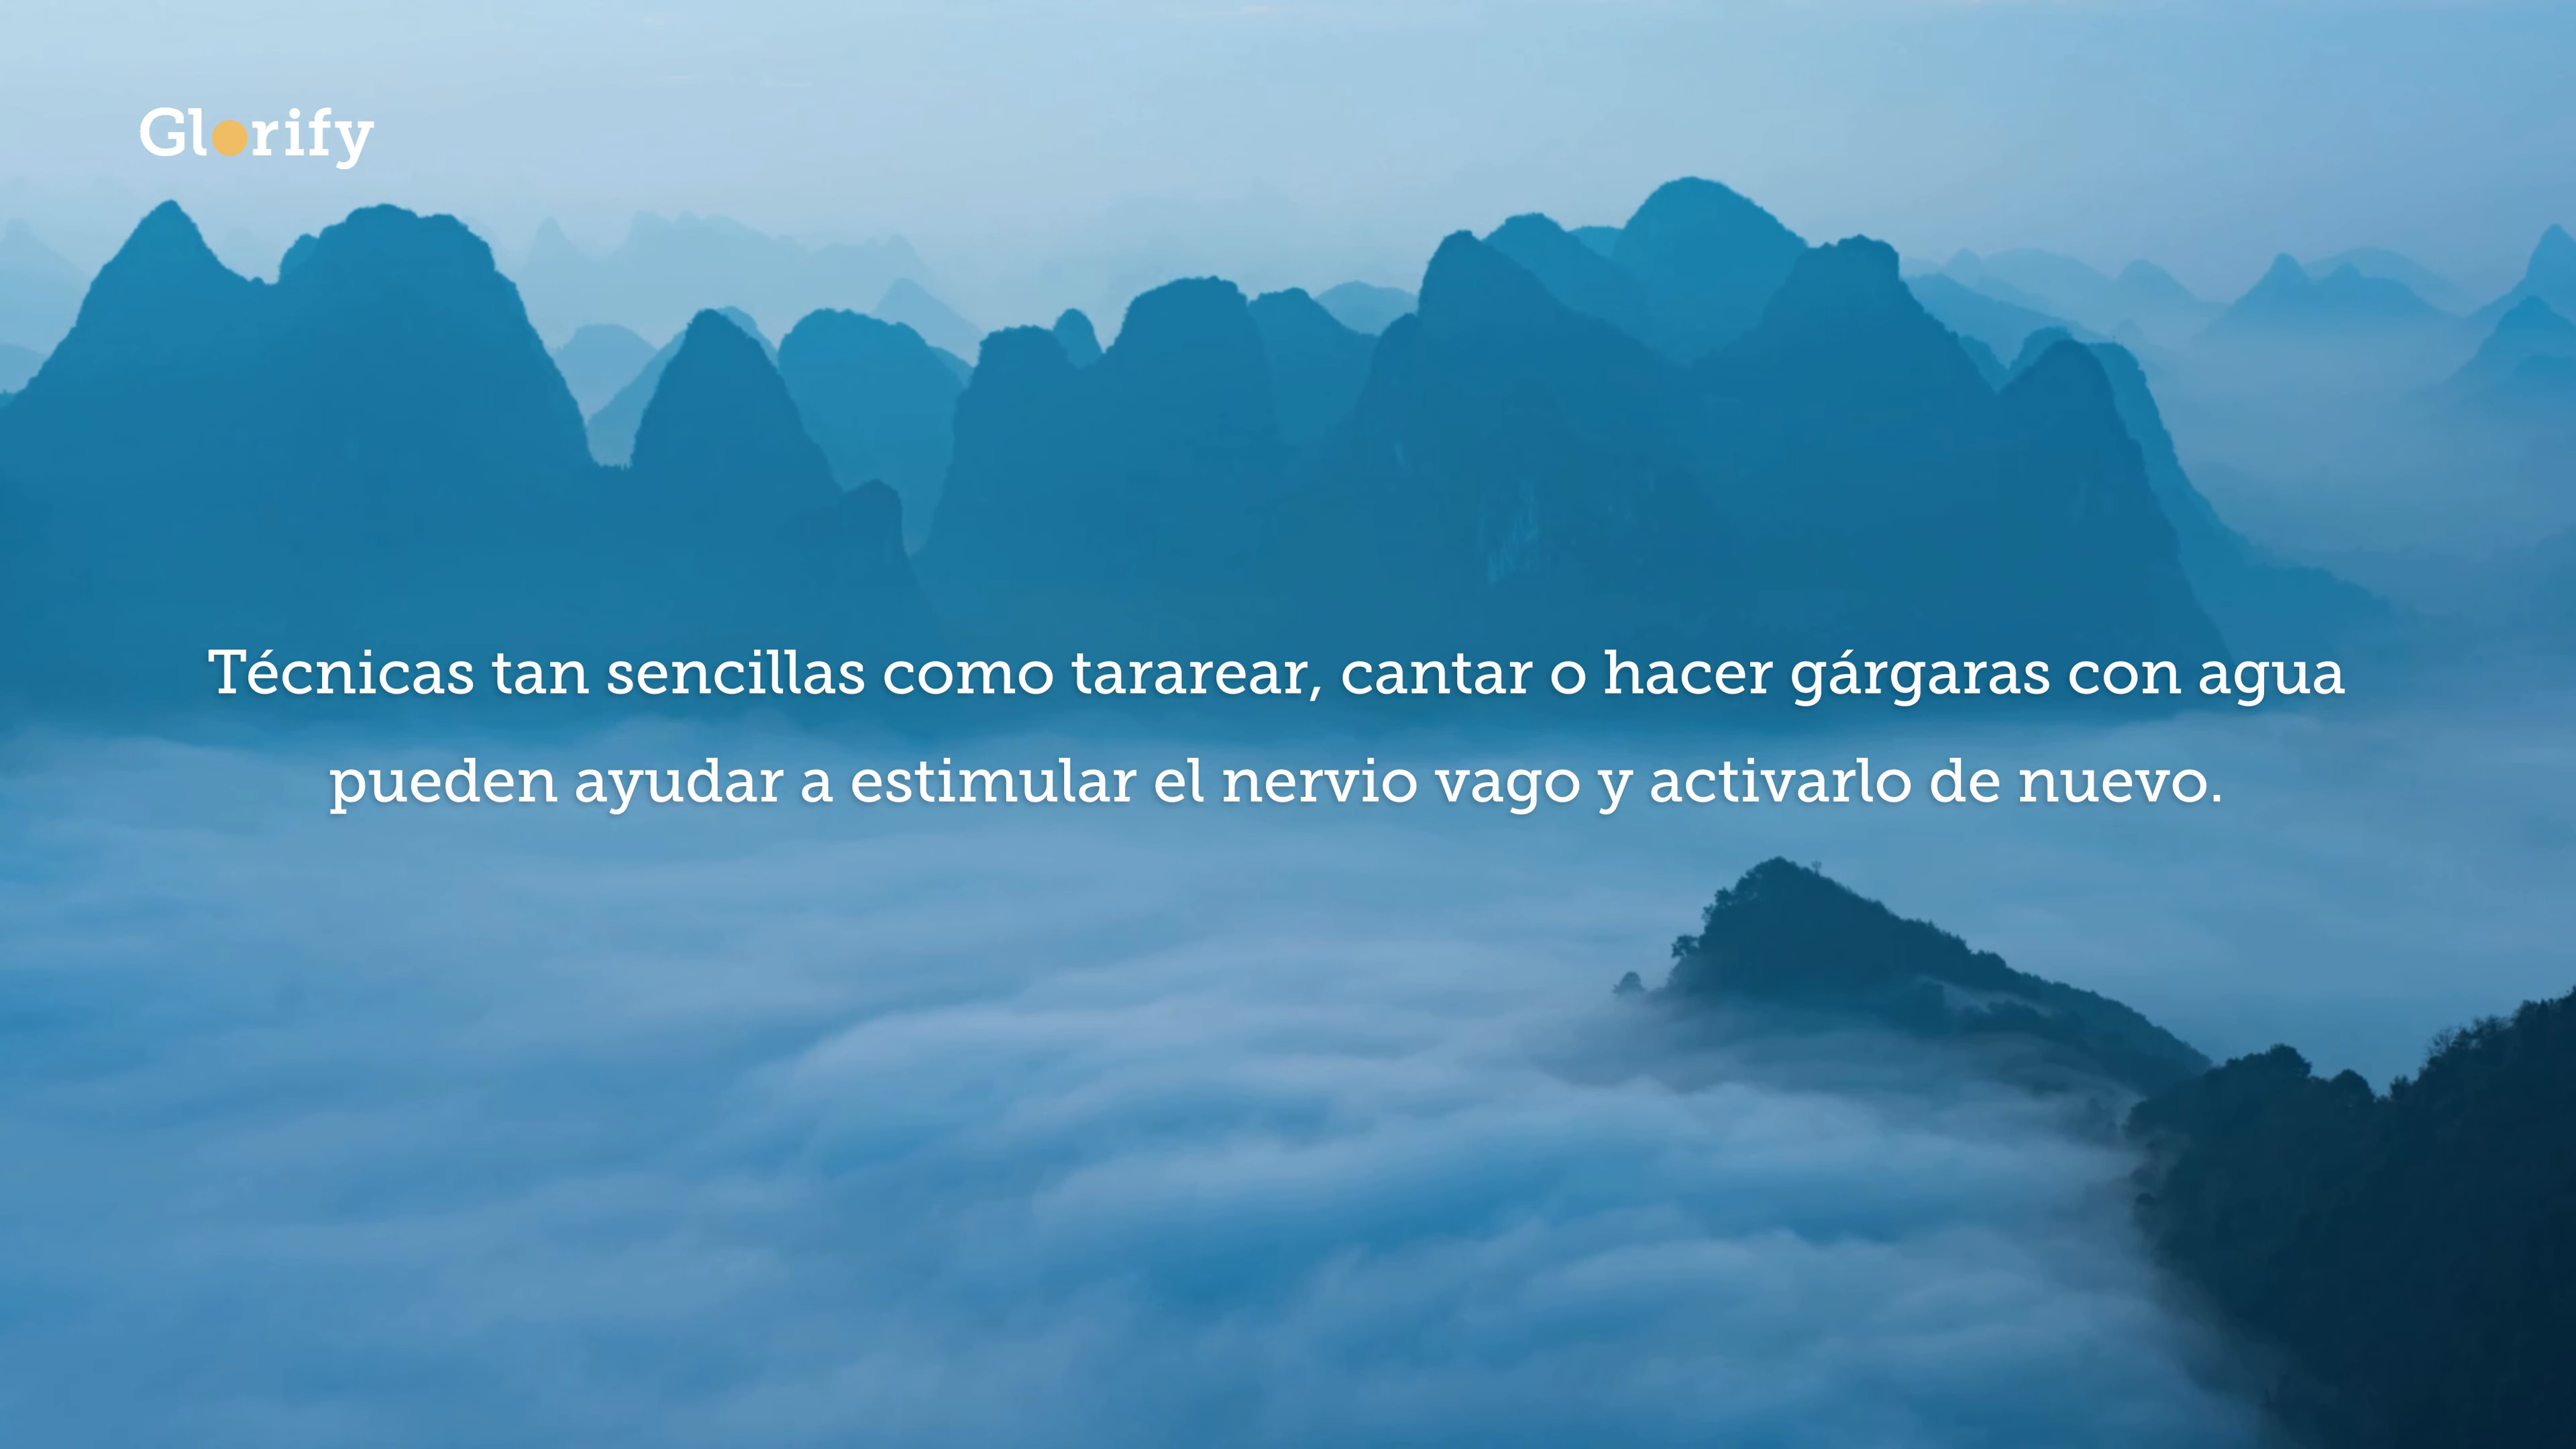 Glorify
Técnicas tan sencillas como tararear, cantar o hacer gárgaras con agua
pueden ayudar a estimular el nervio vago y activarlo de nuevo.